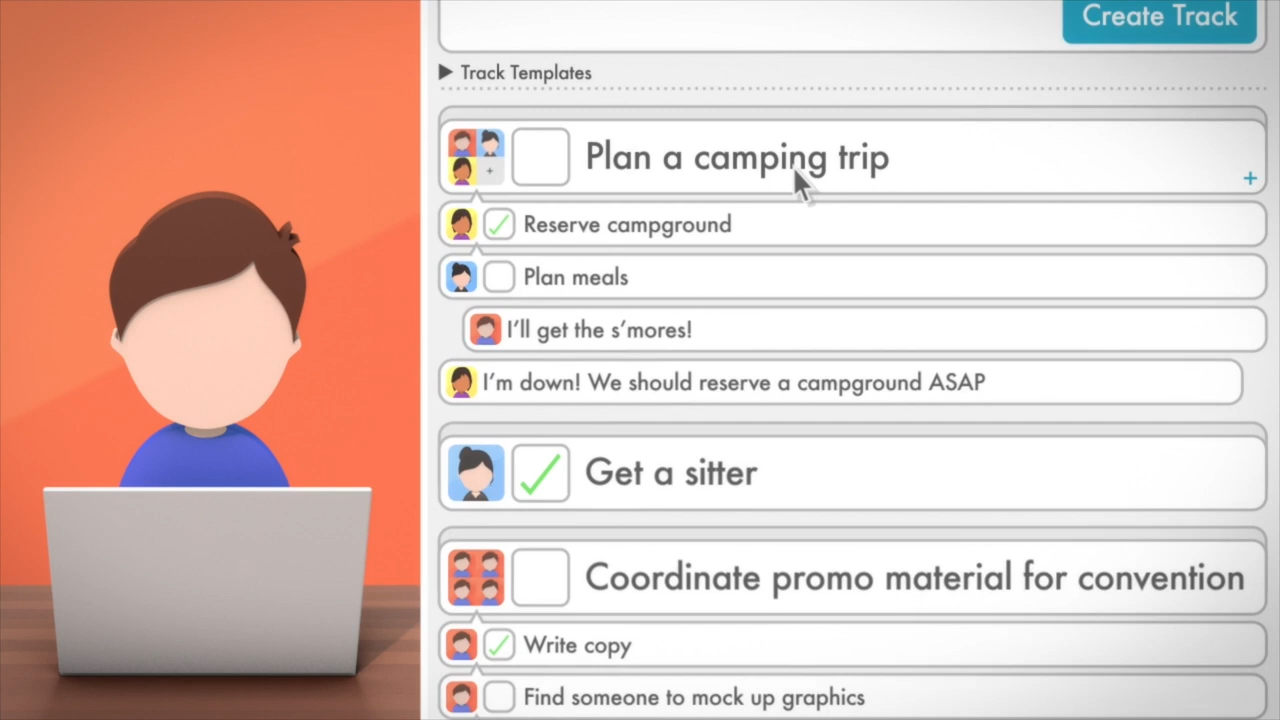 Create Track
Track Templates
Plan a camping trip
Reserve campground
Plan meals
I'll get the s'mores!
I'm down! We should reserve a campground ASAP
Get a sitter
Coordinate promo material for convention
Write copy
Find someone to mock up graphics